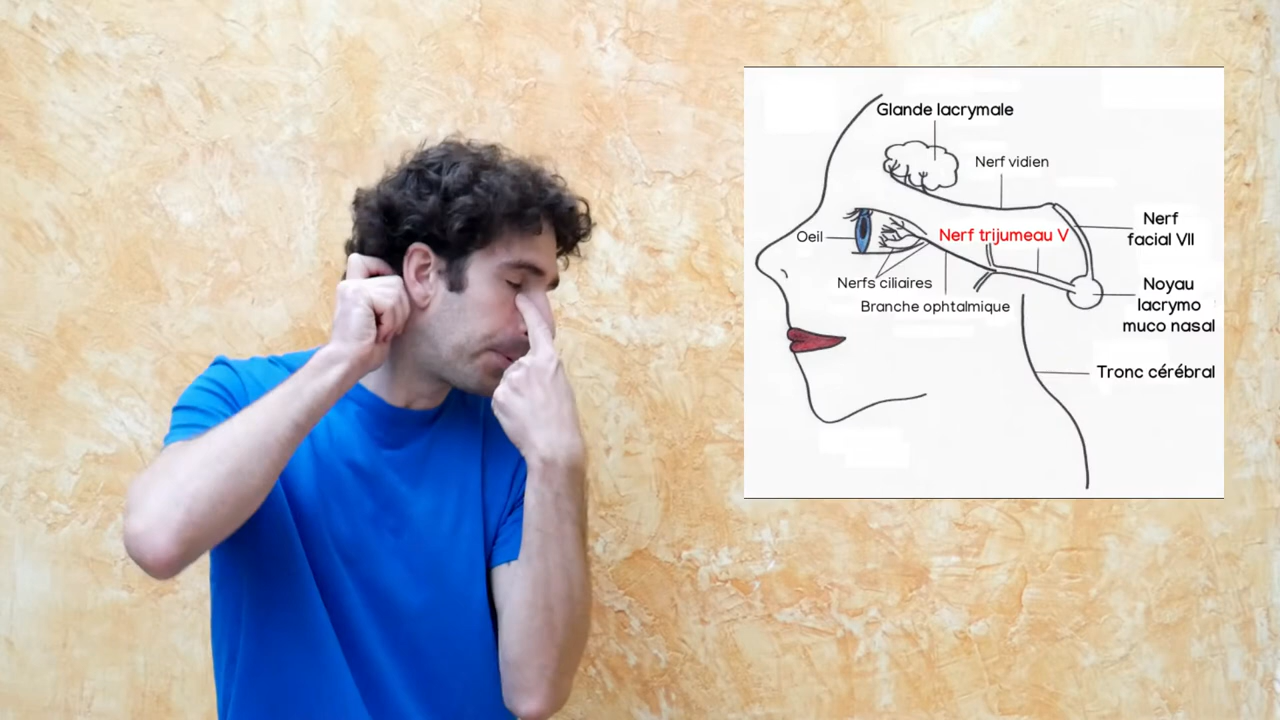 Glande lacrymale
Nerf vidien
Nerf
facial VII
Nerf trijumeau V
Oeil
Nerfs ciliaires
Branche ophtalmique
Noyau
lacrymo
muco nasal
Tronc cérébral